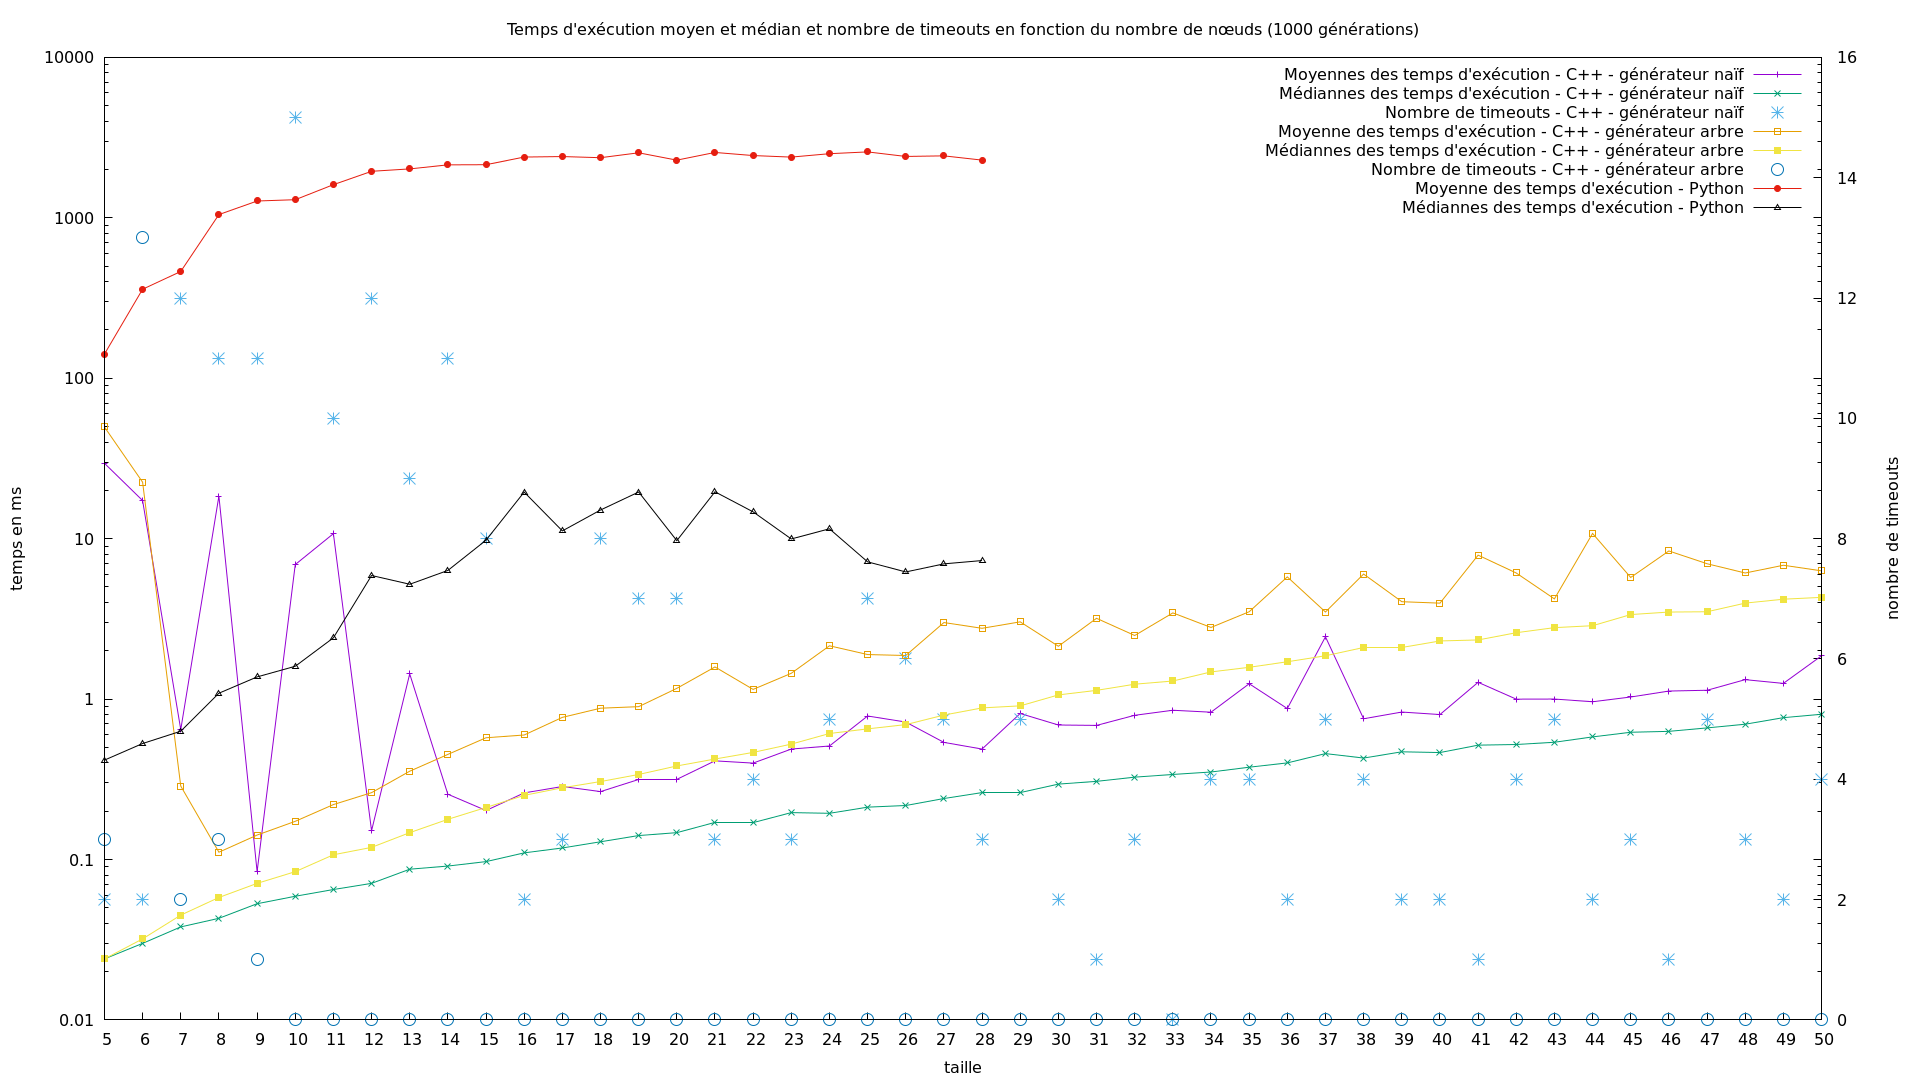 Temps d'exécution moyen et médian et nombre de timeouts en fonction du nombre de nœuds (1000 générations)
Moyennes des temps d'exécution - C++ - générateur naïf
Médiannes des temps d'exécution - C++ - générateur naïf
Nombre de timeouts - C++ - générateur naïf
Moyenne des temps d'exécution - C++ - générateur arbre
Médiannes des temps d'exécution - C++ - générateur arbre
Nombre de timeouts - C++ - générateur arbre
Moyenne des temps d'exécution - Python
Médiannes des temps d'exécution - Python
10000
1000
100
10
1
0.1
0.01
temps en ms
16
14
12
10
8
6
4
2
0
nombre de timeouts
5 6 7 8 9 10 11 12 13 14 15 16 17 18 19 20 21 22 23 24 25 26 27 28 29 30 31 32 33 34 35 36 37 38 39 40 41 42 43 44 45 46 47 48 49 50
taille